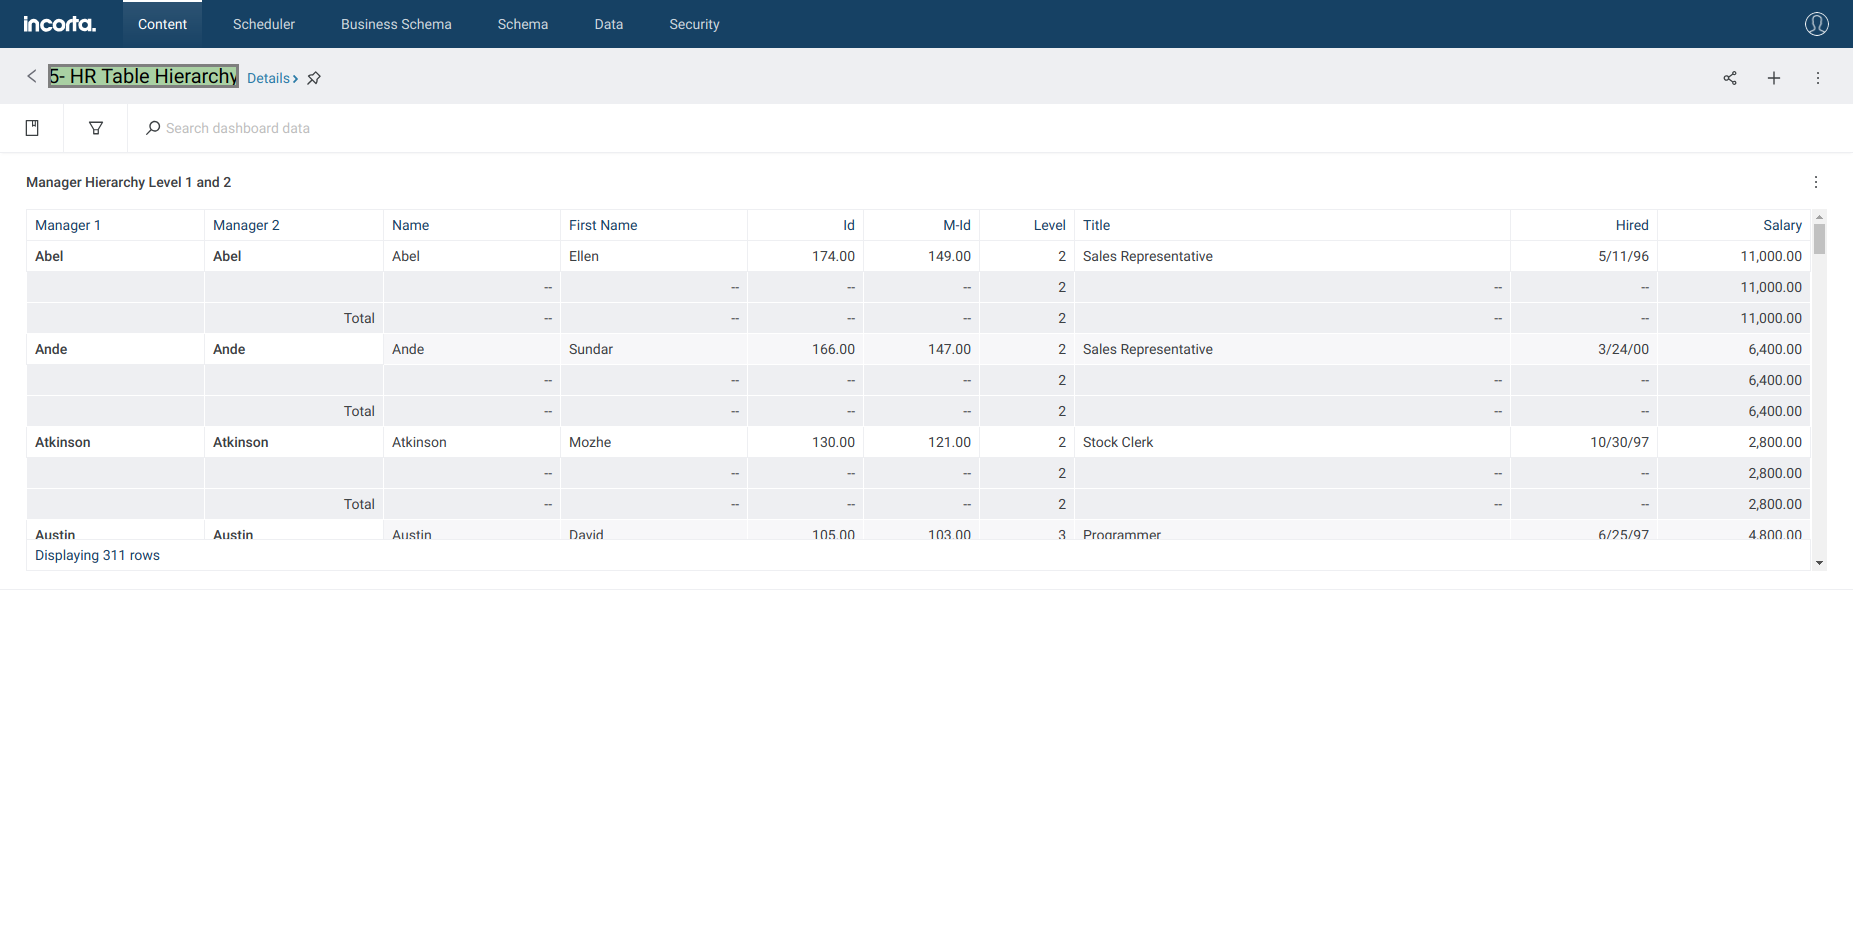 incorta. Content Scheduler Business Schema Schema Data Security
5- HR Table Hierarchy Details
Search dashboard data
Manager Hierarchy Level 1 and 2
Manager 1 Manager 2 Name First Name Id M-Id Level Title Hired Salary
Abel Abel Abel Ellen 174.00 149.00 2 Sales Representative 5/11/96 11,000.00
-- -- -- -- 2 -- -- 11,000.00
Total -- -- -- -- 2 -- -- 11,000.00
Ande Ande Ande Sundar 166.00 147.00 2 Sales Representative 3/24/00 6,400.00
-- -- -- -- 2 -- -- 6,400.00
Total -- -- -- -- 2 -- -- 6,400.00
Atkinson Atkinson Atkinson Mozhe 130.00 121.00 2 Stock Clerk 10/30/97 2,800.00
-- -- -- -- 2 -- -- 2,800.00
Total -- -- -- -- 2 -- -- 2,800.00
Austin Austin Austin David 105.00 103.00 3 Programmer 6/25/97 4,800.00
Displaying 311 rows